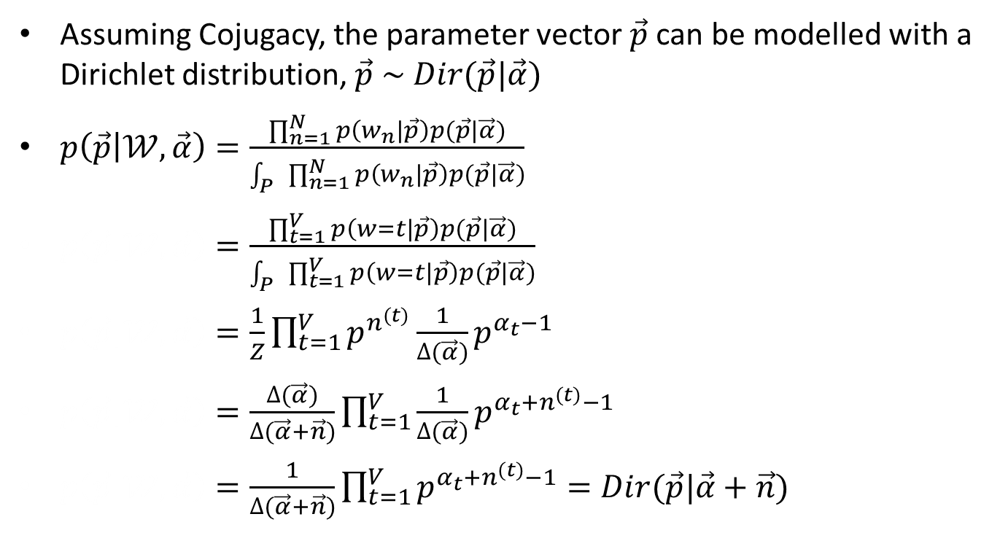 • Assuming Cojugacy, the parameter vector $\vec{p}$ can be modelled with a
Dirichlet distribution, $\vec{p} \sim Dir(\vec{p}|\vec{\alpha})$
• $p(\vec{p}|\mathcal{W}, \vec{\alpha}) = \frac{\prod_{n=1}^{N} p(w_n|\vec{p})p(\vec{p}|\vec{\alpha})}{\int_P \prod_{n=1}^{N} p(w_n|\vec{p})p(\vec{p}|\vec{\alpha})}$
$= \frac{\prod_{t=1}^{V} p(w=t|\vec{p})p(\vec{p}|\vec{\alpha})}{\int_P \prod_{t=1}^{V} p(w=t|\vec{p})p(\vec{p}|\vec{\alpha})}$
$= \frac{1}{Z} \prod_{t=1}^{V} p^{n^{(t)}} \frac{1}{\Delta(\vec{\alpha})} p^{\alpha_t - 1}$
$= \frac{\Delta(\vec{\alpha})}{\Delta(\vec{\alpha}+\vec{n})} \prod_{t=1}^{V} \frac{1}{\Delta(\vec{\alpha})} p^{\alpha_t + n^{(t)} - 1}$
$= \frac{1}{\Delta(\vec{\alpha}+\vec{n})} \prod_{t=1}^{V} p^{\alpha_t + n^{(t)} - 1} = Dir(\vec{p}|\vec{\alpha} + \vec{n})$